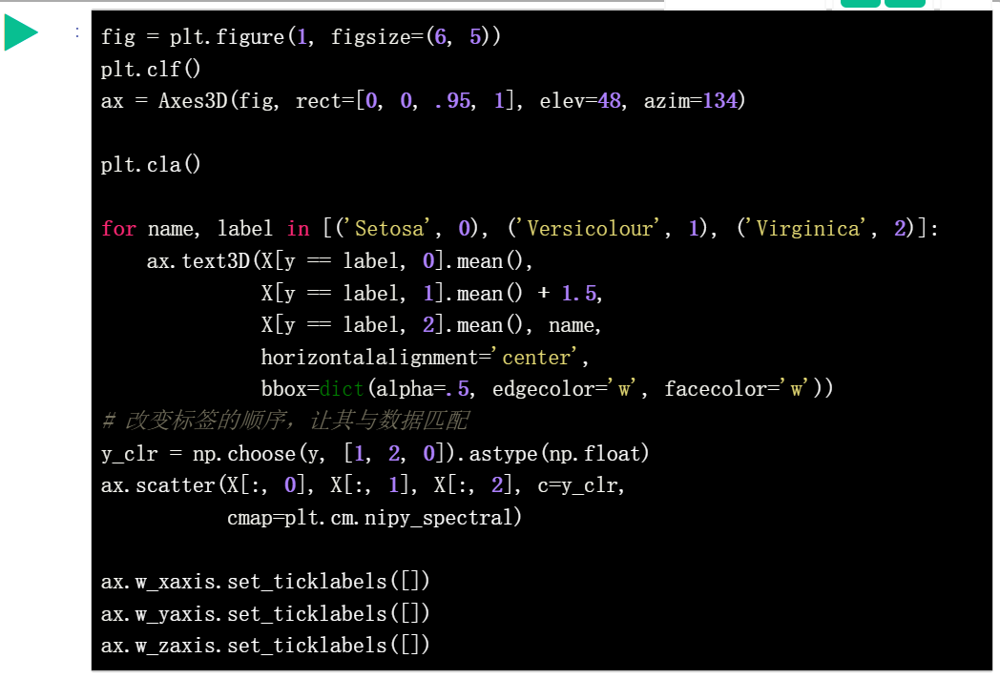 :
fig = plt.figure(1, figsize=(6, 5))
plt.clf()
ax = Axes3D(fig, rect=[0, 0, .95, 1], elev=48, azim=134)
plt.cla()
for name, label in [('Setosa', 0), ('Versicolour', 1), ('Virginica', 2)]:
    ax.text3D(X[y == label, 0].mean(),
              X[y == label, 1].mean() + 1.5,
              X[y == label, 2].mean(), name,
              horizontalalignment='center',
              bbox=dict(alpha=.5, edgecolor='w', facecolor='w'))
# 改变标签的顺序，让其与数据匹配
y_clr = np.choose(y, [1, 2, 0]).astype(np.float)
ax.scatter(X[:, 0], X[:, 1], X[:, 2], c=y_clr,
           cmap=plt.cm.nipy_spectral)
ax.w_xaxis.set_ticklabels([])
ax.w_yaxis.set_ticklabels([])
ax.w_zaxis.set_ticklabels([])